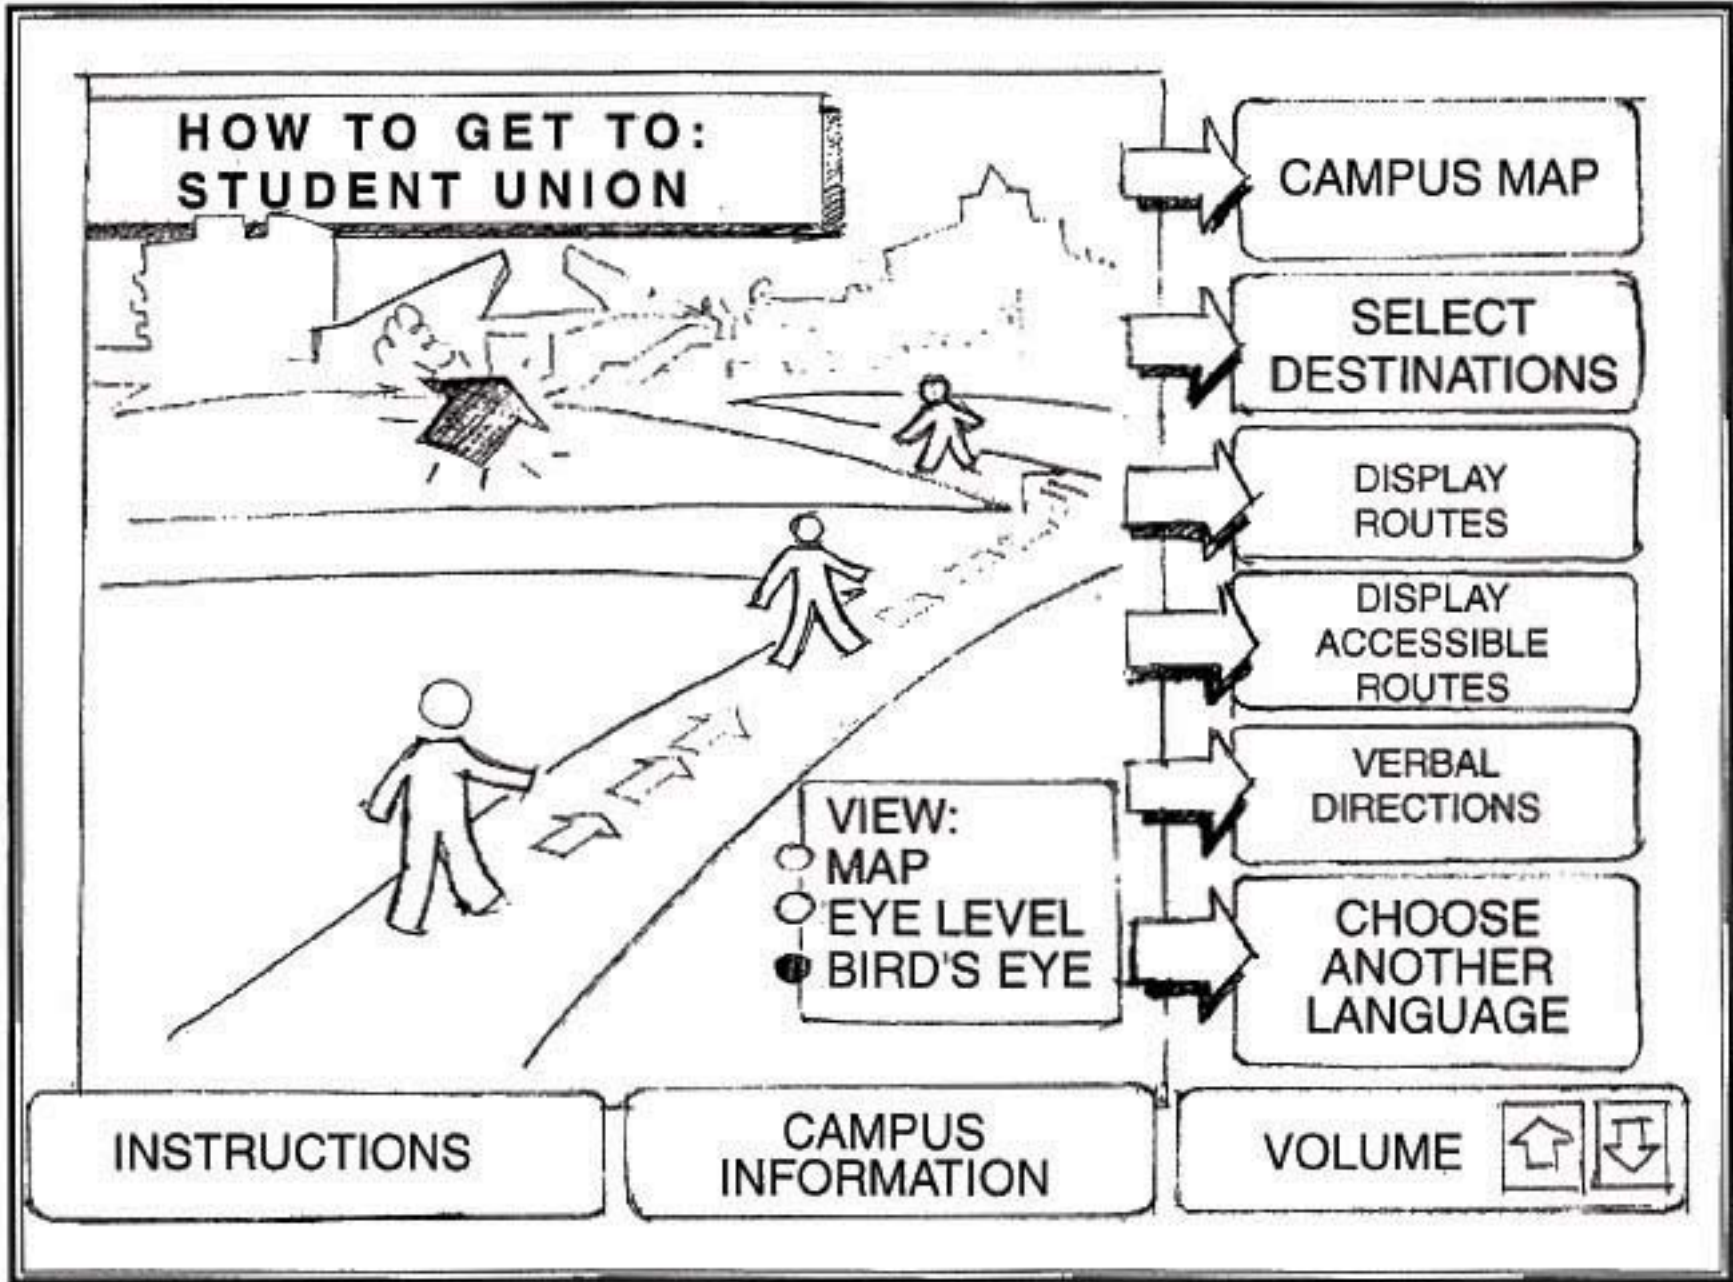 HOW TO GET TO:
STUDENT UNION
CAMPUS MAP
SELECT
DESTINATIONS
DISPLAY
ROUTES
DISPLAY
ACCESSIBLE
ROUTES
VERBAL
DIRECTIONS
CHOOSE
ANOTHER
LANGUAGE
VIEW:
MAP
EYE LEVEL
BIRD'S EYE
INSTRUCTIONS
CAMPUS
INFORMATION
VOLUME